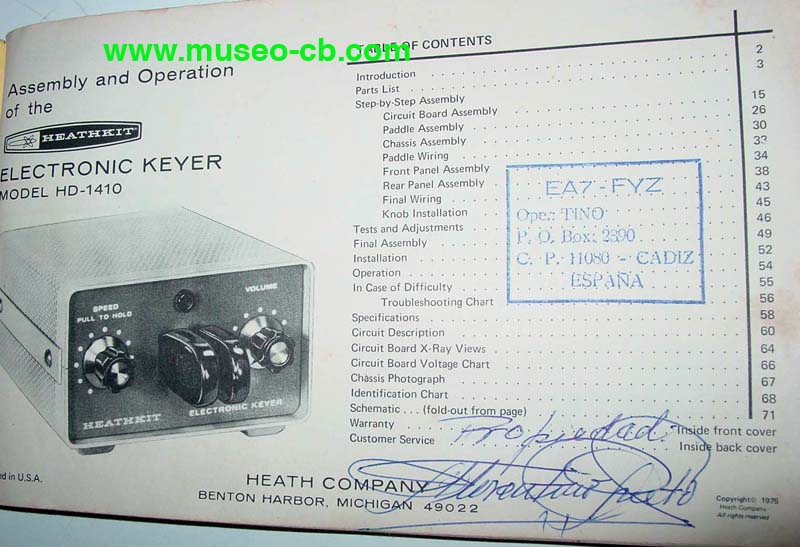 www.museo-cb.com
Assembly and Operation
of the
HEATHKIT®
ELECTRONIC KEYER
MODEL HD-1410
SPEED
PULL TO HOLD
VOLUME
HEATHKIT
ELECTRONIC KEYER
in U.S.A.
HEATH COMPANY
BENTON HARBOR, MICHIGAN 49022
TABLE OF CONTENTS
Introduction 2
Parts List 3
Step-by-Step Assembly
Circuit Board Assembly 15
Paddle Assembly 26
Chassis Assembly 30
Paddle Wiring 33
Front Panel Assembly 34
Rear Panel Assembly 38
Final Wiring 43
Knob Installation 45
Tests and Adjustments 46
Final Assembly 49
Installation 52
Operation 54
In Case of Difficulty 55
Troubleshooting Chart 56
Specifications 58
Circuit Description 60
Circuit Board X-Ray Views 64
Circuit Board Voltage Chart 66
Chassis Photograph 67
Identification Chart 68
Schematic . . . (fold-out from page) 71
Warranty Inside front cover
Customer Service Inside back cover
EA7-FYZ
Ope.: TINO
P. O. Box: 2390
C. P. 11080 - CADIZ
ESPAÑA
Propiedad:
Florentino Prieto
Copyright © 1975
Heath Company
All rights reserved